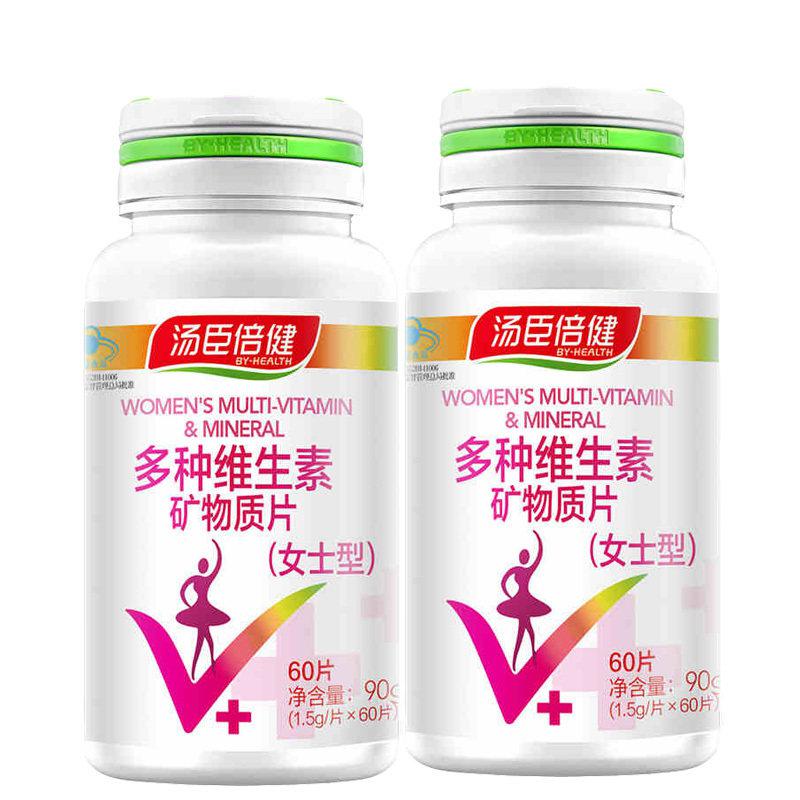 BY-HEALTH
汤臣倍健
BY-HEALTH
WOMEN'S MULTI-VITAMIN
& MINERAL
多种维生素
矿物质片
(女士型)
60片
净含量: 90g
(1.5g/片×60片)
BY-HEALTH
汤臣倍健
BY-HEALTH
WOMEN'S MULTI-VITAMIN
& MINERAL
多种维生素
矿物质片
(女士型)
60片
净含量: 90g
(1.5g/片×60片)